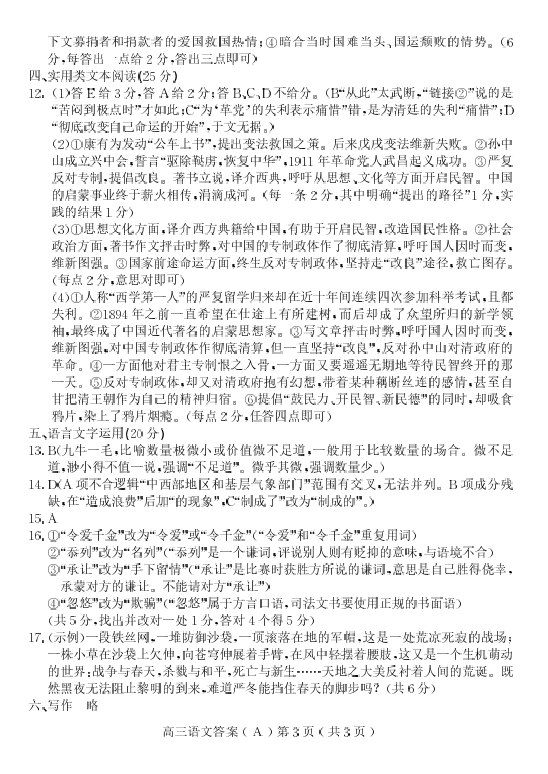 下文募捐者和捐款者的爱国救国热情;④暗合当时国难当头、国运颓败的情势。(6
分,每答出一点给2分,答出三点即可)
四、实用类文本阅读(25分)
12.(1)答E给3分,答A给2分;答B、C、D不给分。(B“从此”太武断,“链接②”说的是
“苦闷到极点时”才如此;C“为‘革党’的失利表示痛惜”错,是为清廷的失利“痛惜”;D
“彻底改变自己命运的开始”,于文无据。)
(2)①康有为发动“公车上书”,提出变法救国之策。后来戊戌变法维新失败。②孙中
山成立兴中会,誓言“驱除鞑虏,恢复中华”,1911年革命党人武昌起义成功。③严复
反对专制,提倡改良。著书立说,译介西典,呼吁从思想、文化等方面开启民智。中国
的启蒙事业终于薪火相传,涓滴成河。(每一条2分,其中明确“提出的路径”1分,实
践的结果1分)
(3)①思想文化方面,译介西方典籍给中国,有助于开启民智,改造国民性格。②社会
政治方面,著书作文抨击时弊,对中国的专制政体作了彻底清算,呼吁国人因时而变,
维新图强。③国家前途命运方面,终生反对专制政体,坚持走“改良”途径,救亡图存。
(每点2分,意思对即可)
(4)①人称“西学第一人”的严复留学归来却在近十年间连续四次参加科举考试,且都
失利。②1894年之前一直希望在仕途上有所建树,而后却成了众望所归的新学领
袖,最终成了中国近代著名的启蒙思想家。③写文章抨击时弊,呼吁国人因时而变,
维新图强,对中国专制政体作彻底清算,但一直坚持“改良”,反对孙中山对清政府的
革命。④一方面他对君主专制恨之入骨,一方面又要遥遥无期地等待民智终开的那
一天。⑤反对专制政体,却又对清政府抱有幻想,带着某种藕断丝连的感情,甚至自
甘把清王朝作为自己的精神归宿。⑥提倡“鼓民力、开民智、新民德”的同时,却吸食
鸦片,染上了鸦片烟瘾。(每点2分,任答四点即可)
五、语言文字运用(20分)
13.B(九牛一毛,比喻数量极微小或价值微不足道,一般用于比较数量的场合。微不足
道,渺小得不值一说,强调“不足道”。微乎其微,强调数量少。)
14.D(A项不合逻辑“中西部地区和基层气象部门”范围有交叉,无法并列。B项成分残
缺,在“造成浪费”后加“的现象”,C“制成了”改为“制成的”。)
15.A
16.①“令爱千金”改为“令爱”或“令千金”(“令爱”和“令千金”重复用词)
②“忝列”改为“名列”(“忝列”是一个谦词,评说别人则有贬抑的意味,与语境不合)
③“承让”改为“手下留情”(“承让”是比赛时获胜方所说的谦词,意思是自己胜得侥幸,
承蒙对方的谦让。不能请对方“承让”)
④“忽悠”改为“欺骗”(“忽悠”属于方言口语,司法文书要使用正规的书面语)
(共5分,找出并改对一处1分,答对4个得5分)
17.(示例)一段铁丝网,一堆防御沙袋,一项滚落在地的军帽,这是一处荒凉死寂的战场;
一株小草在沙袋上欠伸,向苍穹伸展着手臂,在风中轻摆着腰肢,这又是一个生机萌动
的世界:战争与春天,杀戮与和平,死亡与新生……天地之大美反衬着人间的荒诞。既
然黑夜无法阻止黎明的到来,难道严冬能挡住春天的脚步吗?(共6分)
六、写作 略
高三语文答案(A)第3页(共3页)